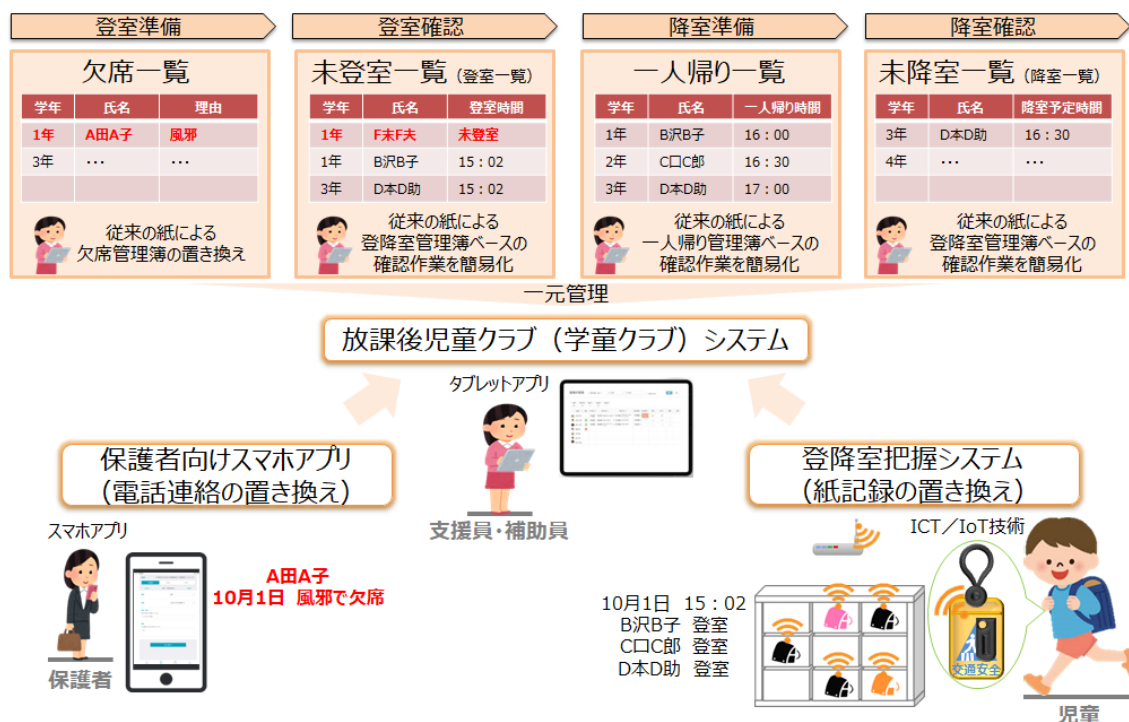 登室準備
登室確認
降室準備
降室確認
欠席一覧
学年 氏名 理由
1年 A田A子 風邪
3年 ・・・ ・・・
従来の紙による
欠席管理簿の置き換え
未登室一覧（登室一覧）
学年 氏名 登室時間
1年 F未F夫 未登室
1年 B沢B子 15：02
3年 D本D助 15：02
従来の紙による
登降室管理簿ベースの
確認作業を簡易化
一人帰り一覧
学年 氏名 一人帰り時間
1年 B沢B子 16：00
2年 C口C郎 16：30
3年 D本D助 17：00
従来の紙による
一人帰り管理簿ベースの
確認作業を簡易化
未降室一覧（降室一覧）
学年 氏名 降室予定時間
3年 D本D助 16：30
4年 ・・・ ・・・
従来の紙による
登降室管理簿ベースの
確認作業を簡易化
一元管理
放課後児童クラブ（学童クラブ）システム
タブレットアプリ
支援員・補助員
保護者向けスマホアプリ
（電話連絡の置き換え）
スマホアプリ
A田A子
10月1日 風邪で欠席
保護者
登降室把握システム
（紙記録の置き換え）
ICT／IoT技術
10月1日 15：02
B沢B子 登室
C口C郎 登室
D本D助 登室
交通安全
児童